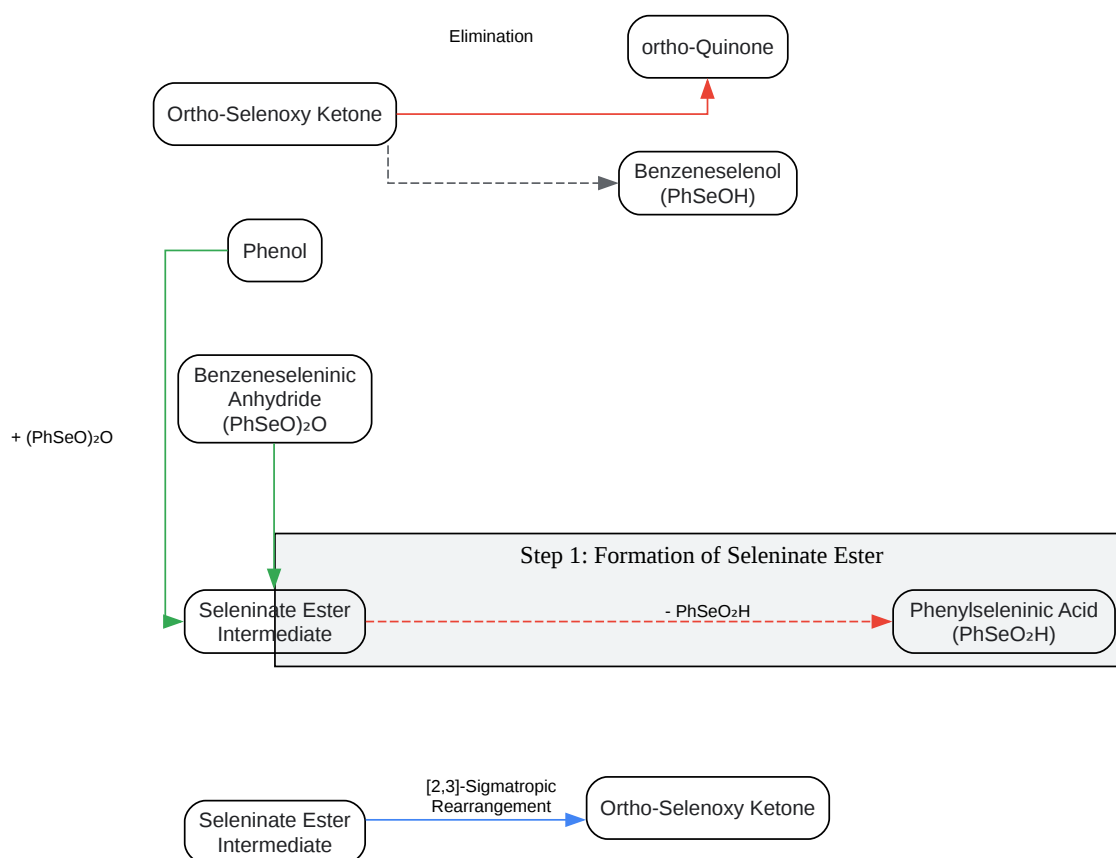 Elimination
ortho-Quinone
Ortho-Selenoxy Ketone
Benzeneselenol
(PhSeOH)
Phenol
Benzeneseleninic
Anhydride
(PhSeO)₂O
+ (PhSeO)₂O
Step 1: Formation of Seleninate Ester
Seleninate Ester
Intermediate
- PhSeO₂H
Phenylseleninic Acid
(PhSeO₂H)
[2,3]-Sigmatropic
Rearrangement
Ortho-Selenoxy Ketone
Seleninate Ester
Intermediate